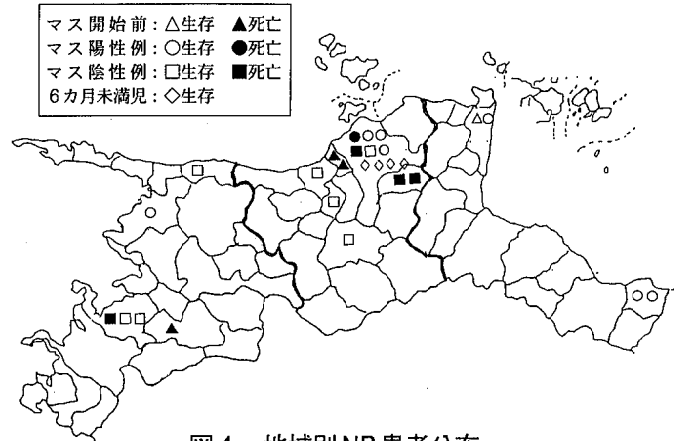 マス開始前：△生存 ▲死亡
マス陽性例：○生存 ●死亡
マス陰性例：□生存 ■死亡
6カ月未満児：◇生存
図4 地域別NB患者分布